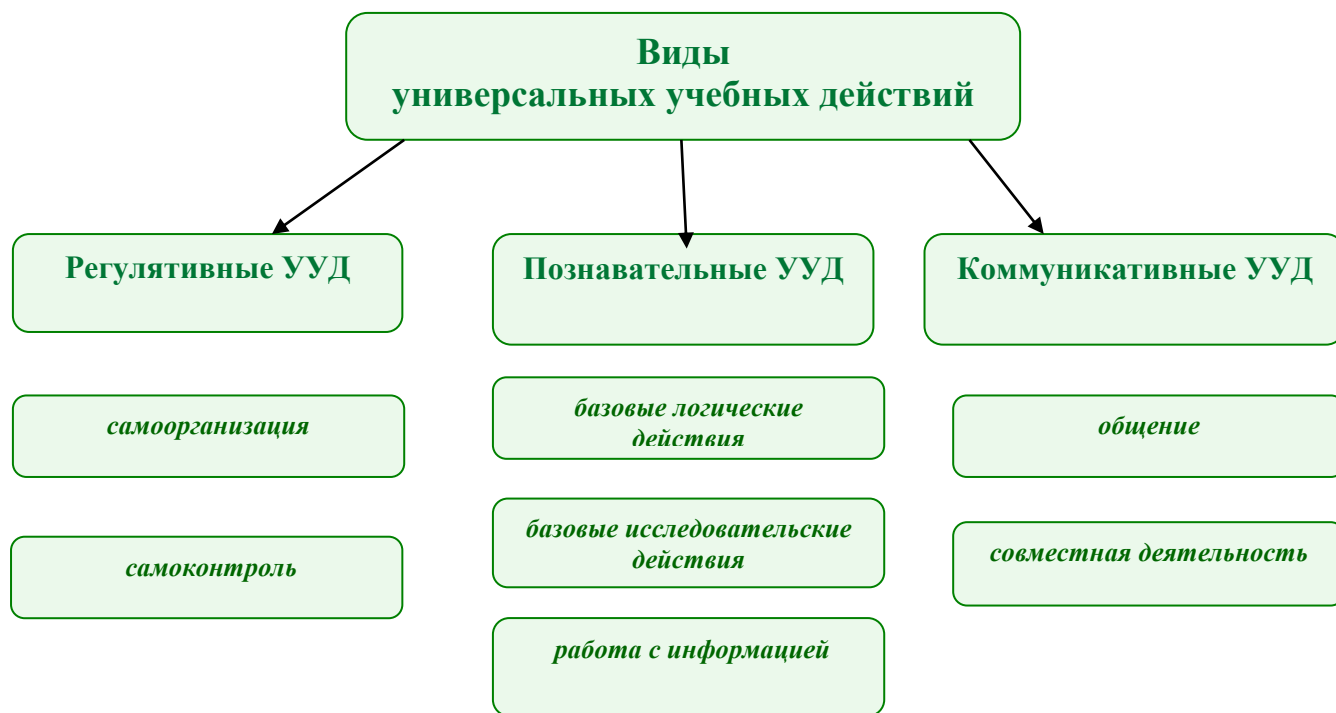 Виды
универсальных учебных действий
Регулятивные УУД
Познавательные УУД
Коммуникативные УУД
самоорганизация
базовые логические
действия
общение
самоконтроль
базовые исследовательские
действия
совместная деятельность
работа с информацией